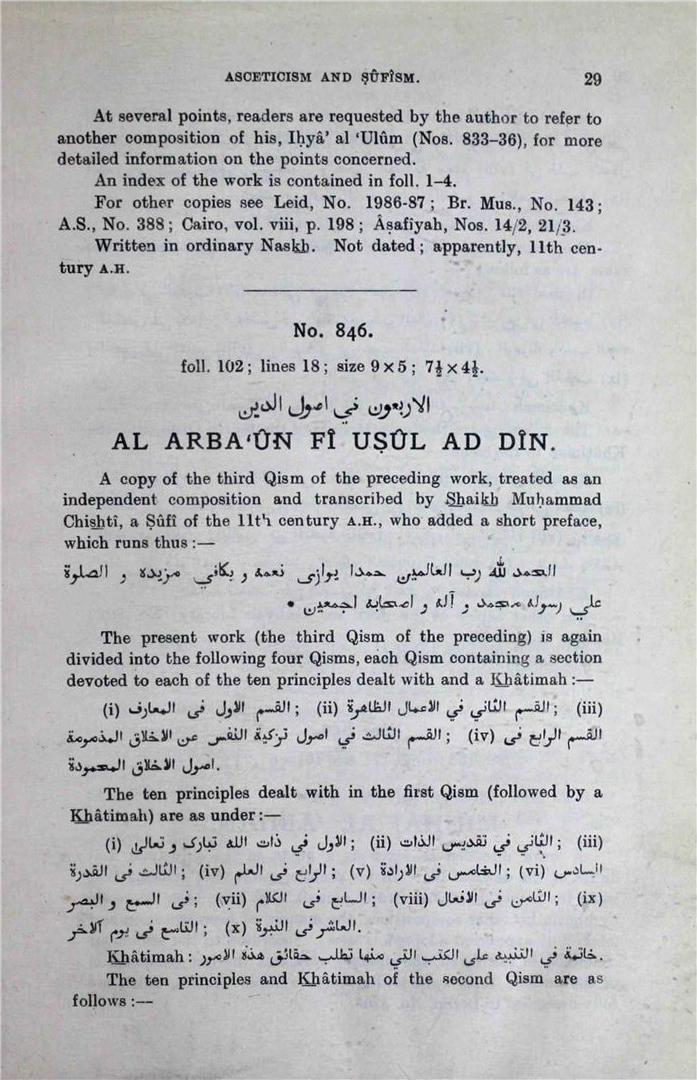 ASCETICISM AND ṢÛFÎSM. 29
At several points, readers are requested by the author to refer to
another composition of his, Iḥyâ’ al ‘Ulûm (Nos. 833–36), for more
detailed information on the points concerned.
An index of the work is contained in foll. 1–4.
For other copies see Leid, No. 1986-87; Br. Mus., No. 143;
A.S., No. 388; Cairo, vol. viii, p. 198; Âṣafîyah, Nos. 14/2, 21/3.
Written in ordinary Naskh. Not dated; apparently, 11th cen-
tury A.H.
No. 846.
foll. 102; lines 18; size 9 × 5; 7½ × 4½.
الاربعون في اصول الدين
AL ARBA‘ÛN FÎ UṢÛL AD DÎN.
A copy of the third Qism of the preceding work, treated as an
independent composition and transcribed by Shaikh Muḥammad
Chishtî, a Ṣûfî of the 11th century A.H., who added a short preface,
which runs thus:—
الحمد لله رب العالمين حمدا يوازى نعمه و يكافي مزيده و الصلوة
علي رسوله محمد و آله و اصحابه اجمعين •
The present work (the third Qism of the preceding) is again
divided into the following four Qisms, each Qism containing a section
devoted to each of the ten principles dealt with and a Khâtimah:—
(i) القسم الاول فى المعارف; (ii) القسم الثاني في الاعمال الظاهرة; (iii)
القسم الثالث في اصول تزكية النفس عن الاخلاق المذمومة; (iv) القسم الرابع في
اصول الاخلاق المحمودة.
The ten principles dealt with in the first Qism (followed by a
Khâtimah) are as under:—
(i) الاول في ذات الله تبارك و تعالى; (ii) الثاني في تقديس الذات; (iii)
الثالث فى القدرة; (iv) الرابع فى العلم; (v) الخامس فى الارادة; (vi) السادس
فى السمع و البصر; (vii) السابع فى الكلام; (viii) الثامن فى الافعال; (ix)
التاسع فى يوم الآخر; (x) العاشر فى النبوة.
Khâtimah: خاتمة في التنبيه على الكتب التي منها تطلب حقائق هذه الامور.
The ten principles and Khâtimah of the second Qism are as
follows:—